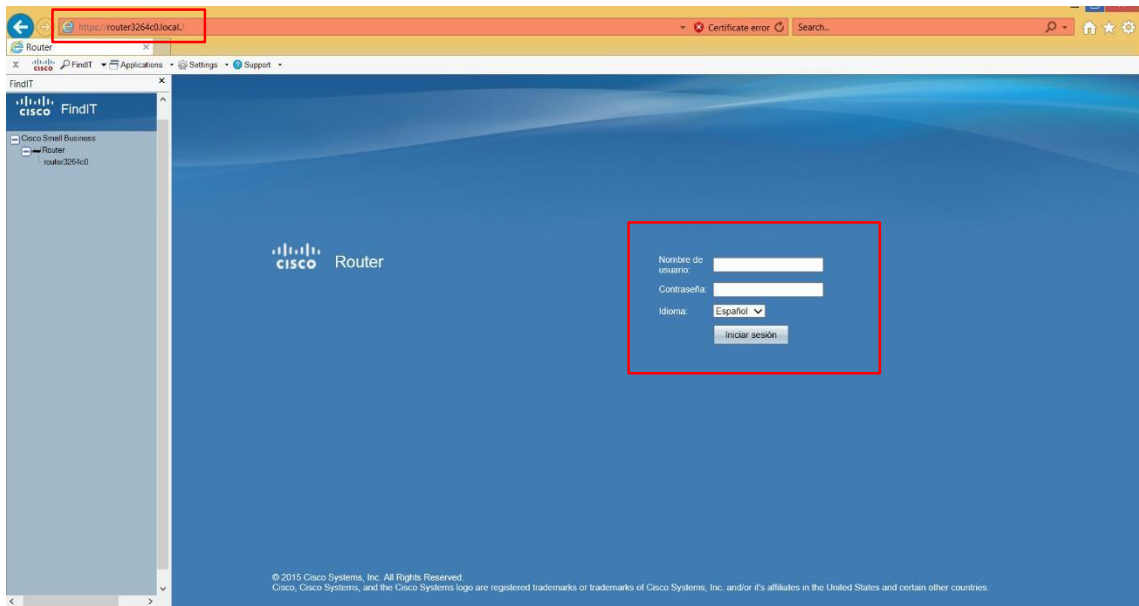 https://router3264c0.local./
Certificate error
Search...
Router
x
X
cisco
FindIT
Applications
Settings
Support
FindIT
x
cisco FindIT
Cisco Small Business
Router
router3264c0
cisco Router
Nombre de
usuario:
Contraseña:
Idioma:
Español
Iniciar sesión
© 2015 Cisco Systems, Inc. All Rights Reserved.
Cisco, Cisco Systems, and the Cisco Systems logo are registered trademarks or trademarks of Cisco Systems, Inc. and/or it's affiliates in the United States and certain other countries.